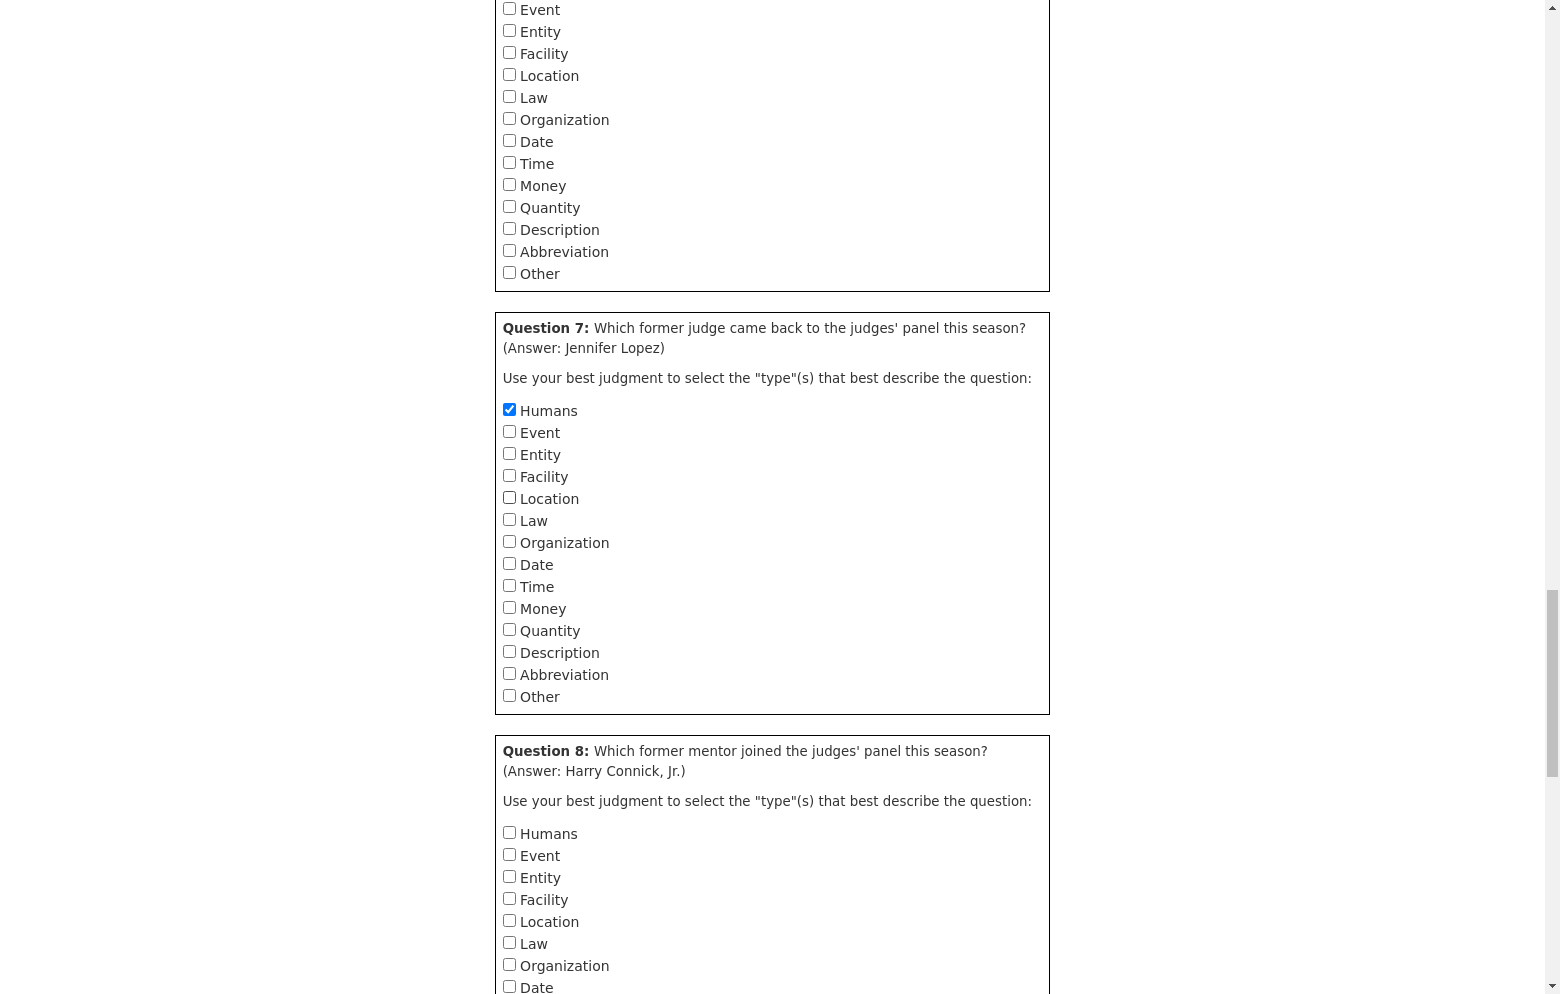 Event
Entity
Facility
Location
Law
Organization
Date
Time
Money
Quantity
Description
Abbreviation
Other
Question 7: Which former judge came back to the judges' panel this season?
(Answer: Jennifer Lopez)
Use your best judgment to select the "type"(s) that best describe the question:
Humans
Event
Entity
Facility
Location
Law
Organization
Date
Time
Money
Quantity
Description
Abbreviation
Other
Question 8: Which former mentor joined the judges' panel this season?
(Answer: Harry Connick, Jr.)
Use your best judgment to select the "type"(s) that best describe the question:
Humans
Event
Entity
Facility
Location
Law
Organization
Date